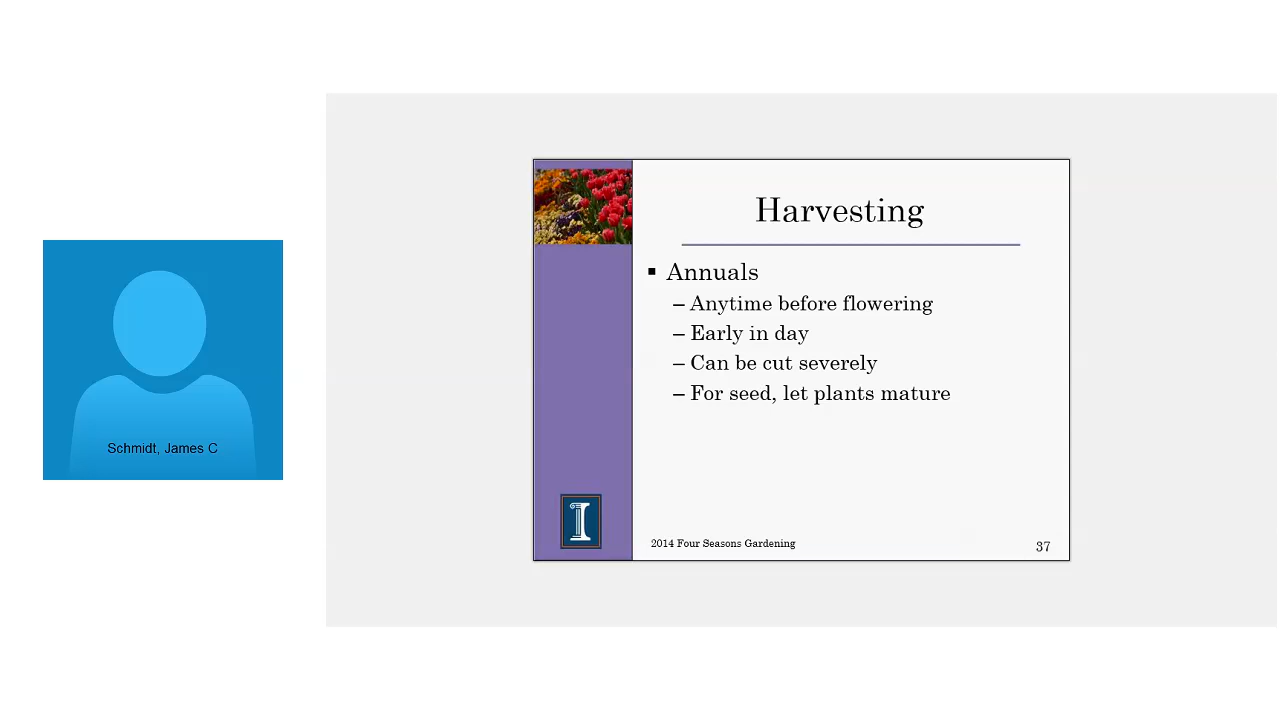 Schmidt, James C
Harvesting
▪ Annuals
– Anytime before flowering
– Early in day
– Can be cut severely
– For seed, let plants mature
I
2014 Four Seasons Gardening
37